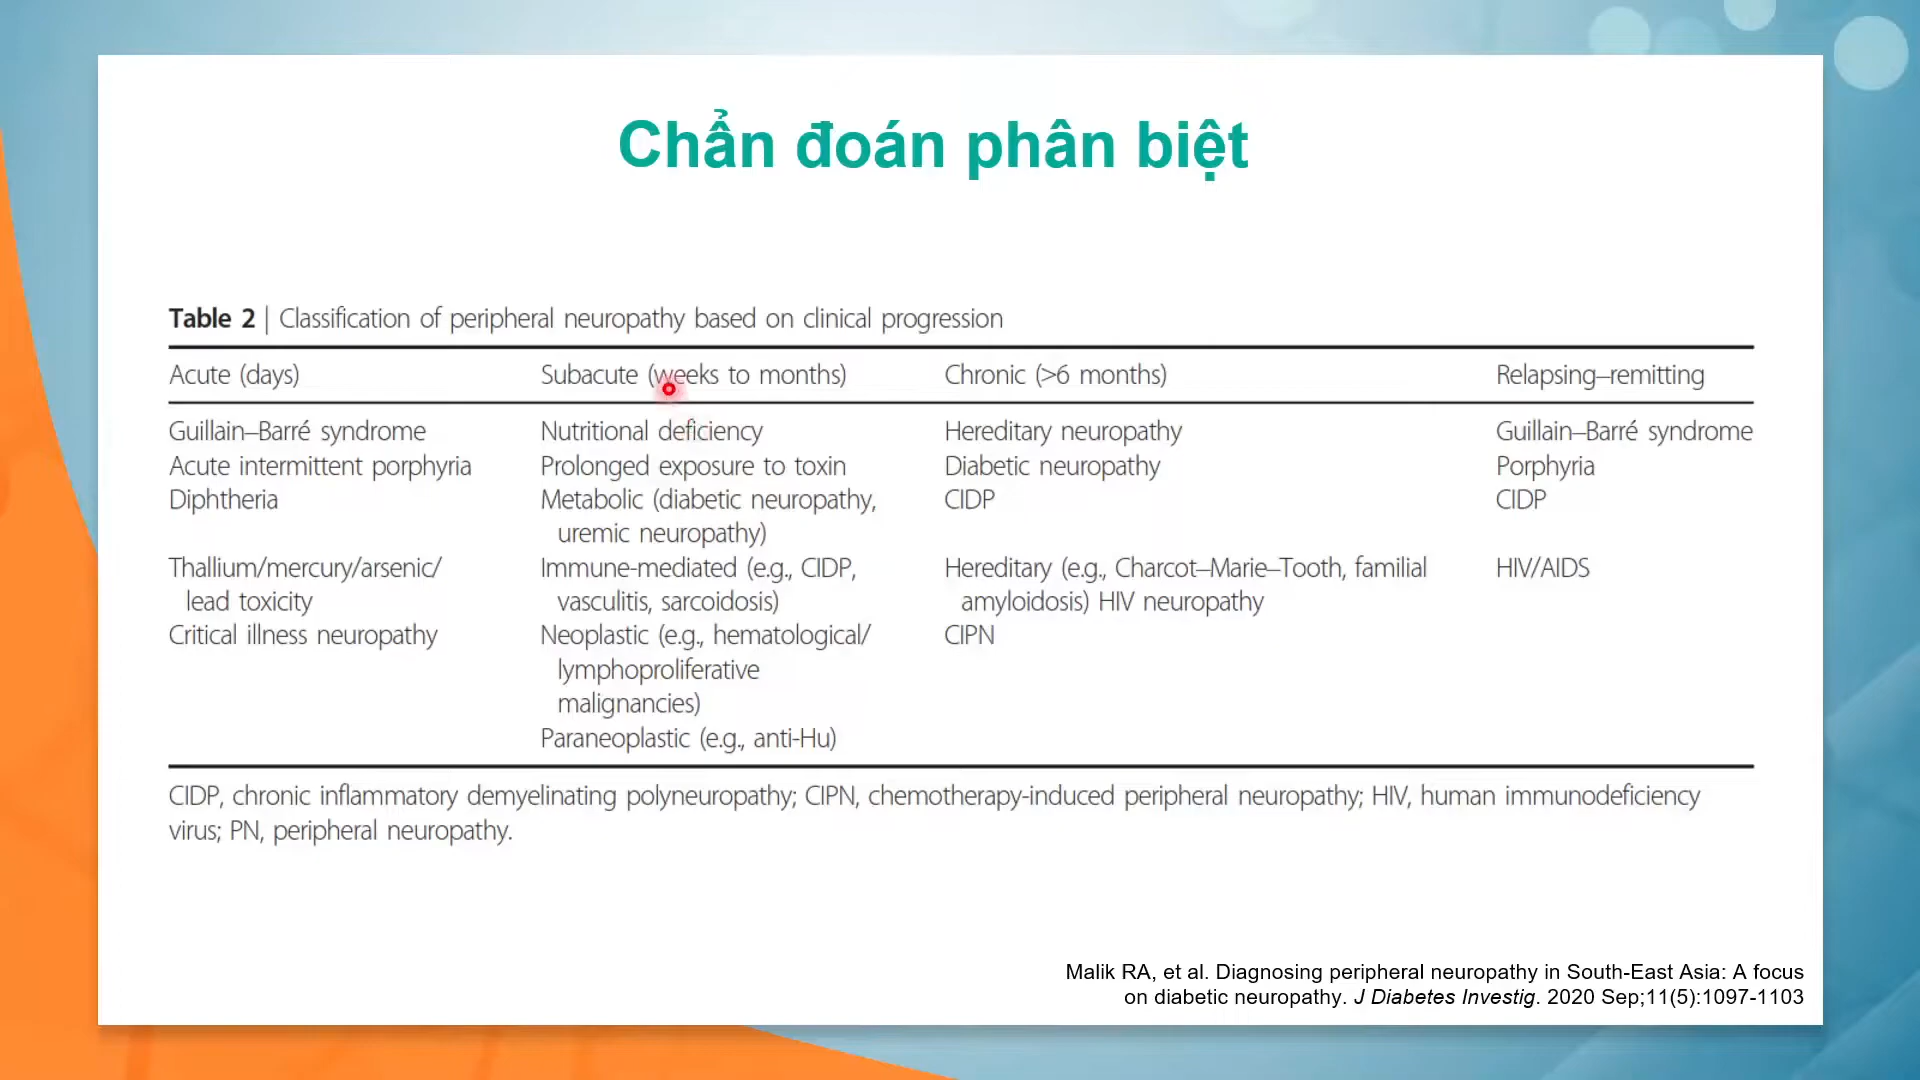 Chẩn đoán phân biệt
Table 2 | Classification of peripheral neuropathy based on clinical progression
Acute (days) Subacute (weeks to months) Chronic (>6 months) Relapsing–remitting
Guillain–Barré syndrome Nutritional deficiency Hereditary neuropathy Guillain–Barré syndrome
Acute intermittent porphyria Prolonged exposure to toxin Diabetic neuropathy Porphyria
Diphtheria Metabolic (diabetic neuropathy, CIDP CIDP
uremic neuropathy)
Thallium/mercury/arsenic/ Immune-mediated (e.g., CIDP, Hereditary (e.g., Charcot–Marie–Tooth, familial HIV/AIDS
lead toxicity vasculitis, sarcoidosis) amyloidosis) HIV neuropathy
Critical illness neuropathy Neoplastic (e.g., hematological/ CIPN
lymphoproliferative
malignancies)
Paraneoplastic (e.g., anti-Hu)
CIDP, chronic inflammatory demyelinating polyneuropathy; CIPN, chemotherapy-induced peripheral neuropathy; HIV, human immunodeficiency
virus; PN, peripheral neuropathy.
Malik RA, et al. Diagnosing peripheral neuropathy in South-East Asia: A focus
on diabetic neuropathy. J Diabetes Investig. 2020 Sep;11(5):1097-1103